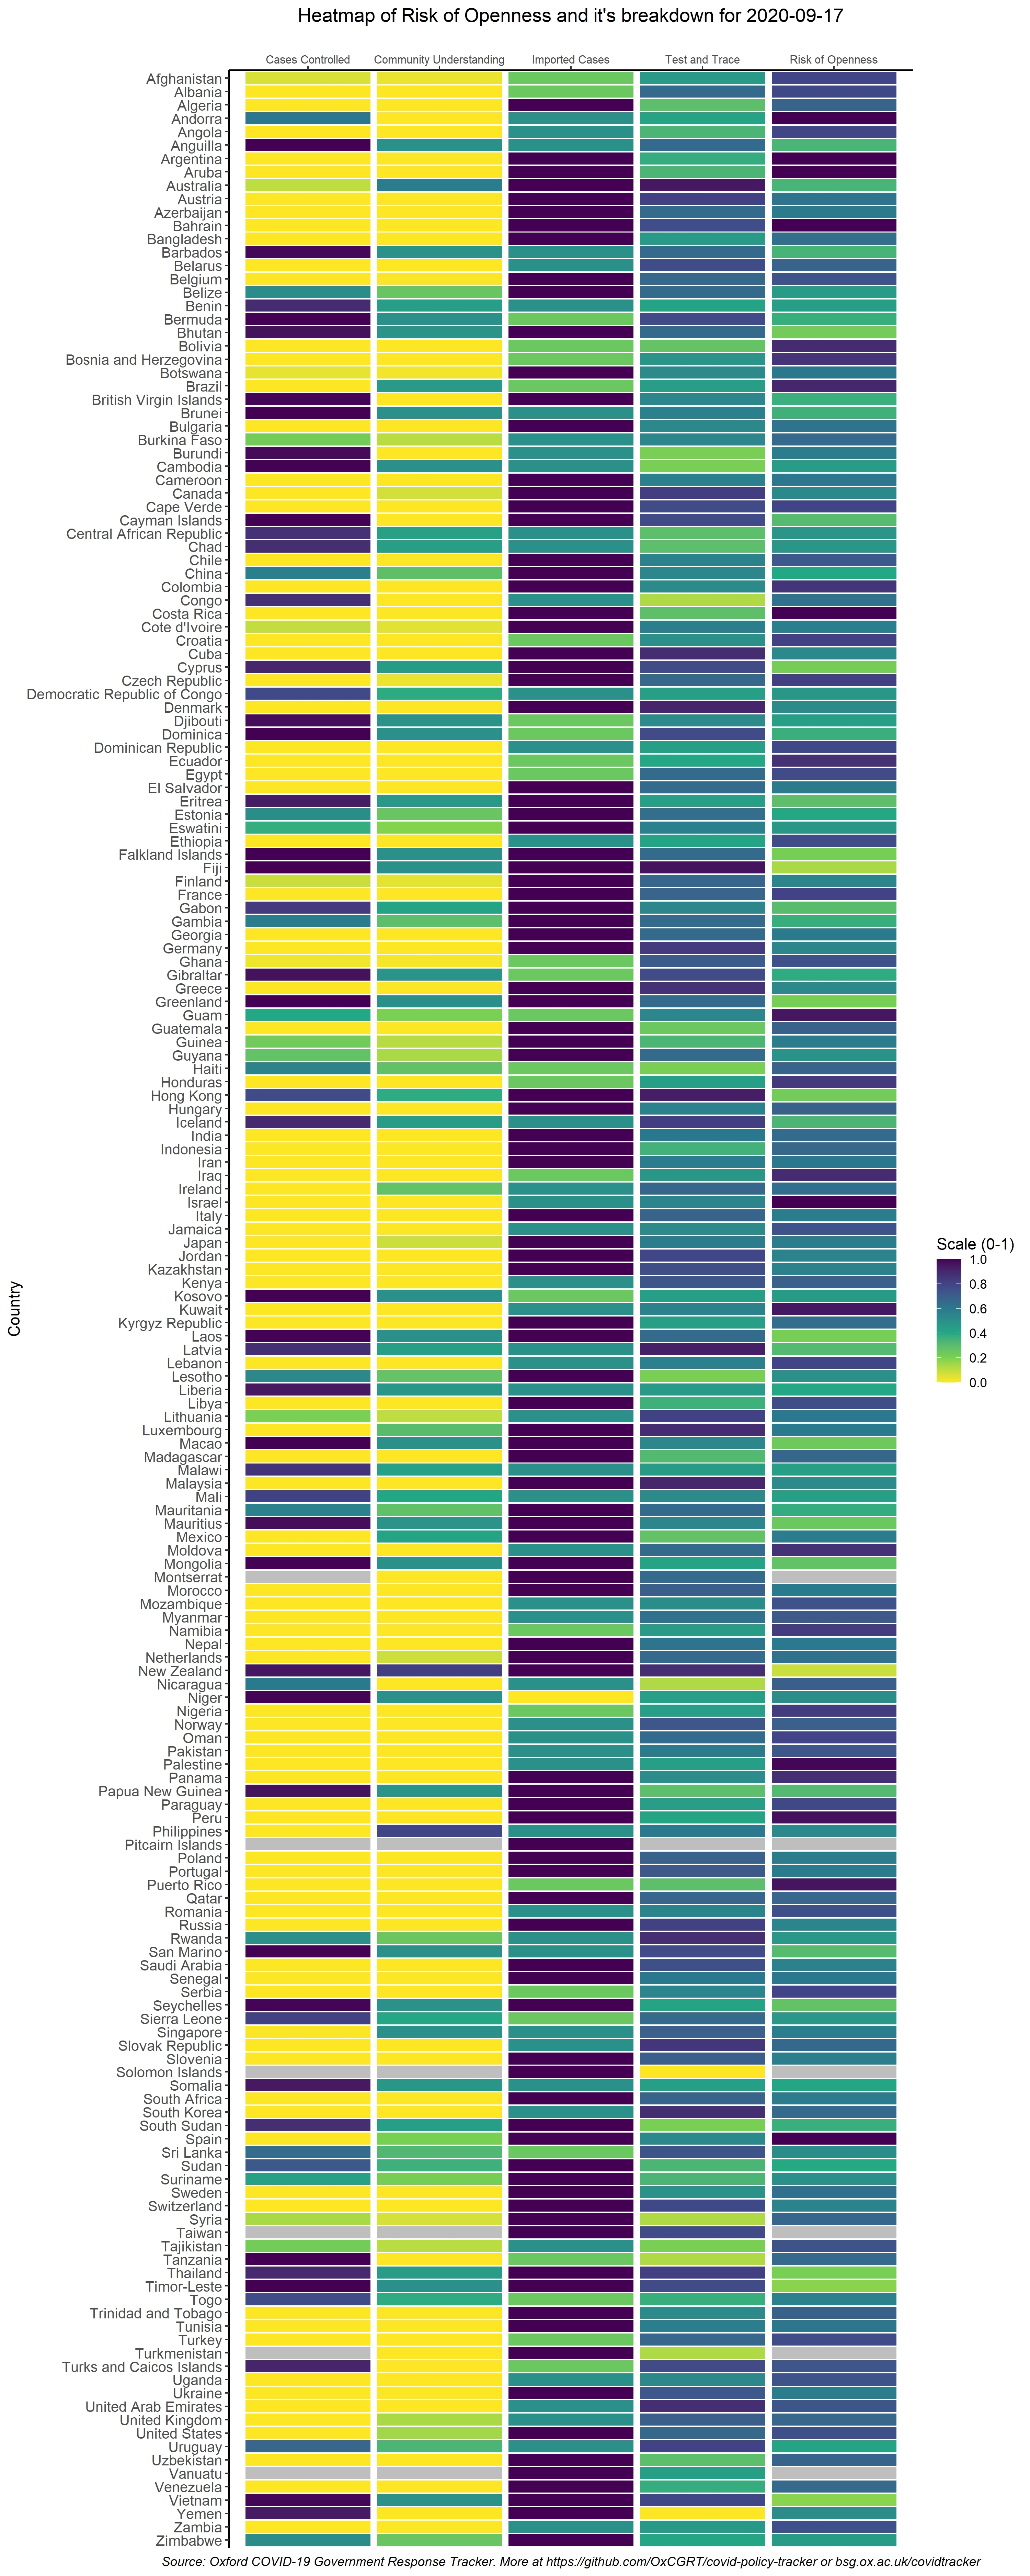 Heatmap of Risk of Openness and it's breakdown for 2020-09-17
Cases Controlled Community Understanding Imported Cases Test and Trace Risk of Openness
Afghanistan
Albania
Algeria
Andorra
Angola
Anguilla
Argentina
Aruba
Australia
Austria
Azerbaijan
Bahrain
Bangladesh
Barbados
Belarus
Belgium
Belize
Benin
Bermuda
Bhutan
Bolivia
Bosnia and Herzegovina
Botswana
Brazil
British Virgin Islands
Brunei
Bulgaria
Burkina Faso
Burundi
Cambodia
Cameroon
Canada
Cape Verde
Cayman Islands
Central African Republic
Chad
Chile
China
Colombia
Congo
Costa Rica
Cote d'Ivoire
Croatia
Cuba
Cyprus
Czech Republic
Democratic Republic of Congo
Denmark
Djibouti
Dominica
Dominican Republic
Ecuador
Egypt
El Salvador
Eritrea
Estonia
Eswatini
Ethiopia
Falkland Islands
Fiji
Finland
France
Gabon
Gambia
Georgia
Germany
Ghana
Gibraltar
Greece
Greenland
Guam
Guatemala
Guinea
Guyana
Haiti
Honduras
Hong Kong
Hungary
Iceland
India
Indonesia
Iran
Iraq
Ireland
Israel
Italy
Jamaica
Japan
Jordan
Kazakhstan
Kenya
Kosovo
Kuwait
Kyrgyz Republic
Laos
Latvia
Lebanon
Lesotho
Liberia
Libya
Lithuania
Luxembourg
Macao
Madagascar
Malawi
Malaysia
Mali
Mauritania
Mauritius
Mexico
Moldova
Mongolia
Montserrat
Morocco
Mozambique
Myanmar
Namibia
Nepal
Netherlands
New Zealand
Nicaragua
Niger
Nigeria
Norway
Oman
Pakistan
Palestine
Panama
Papua New Guinea
Paraguay
Peru
Philippines
Pitcairn Islands
Poland
Portugal
Puerto Rico
Qatar
Romania
Russia
Rwanda
San Marino
Saudi Arabia
Senegal
Serbia
Seychelles
Sierra Leone
Singapore
Slovak Republic
Slovenia
Solomon Islands
Somalia
South Africa
South Korea
South Sudan
Spain
Sri Lanka
Sudan
Suriname
Sweden
Switzerland
Syria
Taiwan
Tajikistan
Tanzania
Thailand
Timor-Leste
Togo
Trinidad and Tobago
Tunisia
Turkey
Turkmenistan
Turks and Caicos Islands
Uganda
Ukraine
United Arab Emirates
United Kingdom
United States
Uruguay
Uzbekistan
Vanuatu
Venezuela
Vietnam
Yemen
Zambia
Zimbabwe
Country
Scale (0-1)
1.0
0.8
0.6
0.4
0.2
0.0
Source: Oxford COVID-19 Government Response Tracker. More at https://github.com/OxCGRT/covid-policy-tracker or bsg.ox.ac.uk/covidtracker